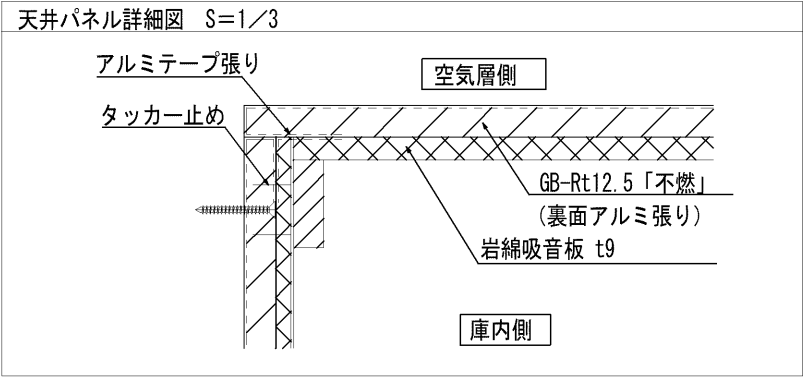 天井パネル詳細図 S=1/3
アルミテープ張り
空気層側
タッカー止め
GB-Rt12.5「不燃」
(裏面アルミ張り)
岩綿吸音板 t9
庫内側